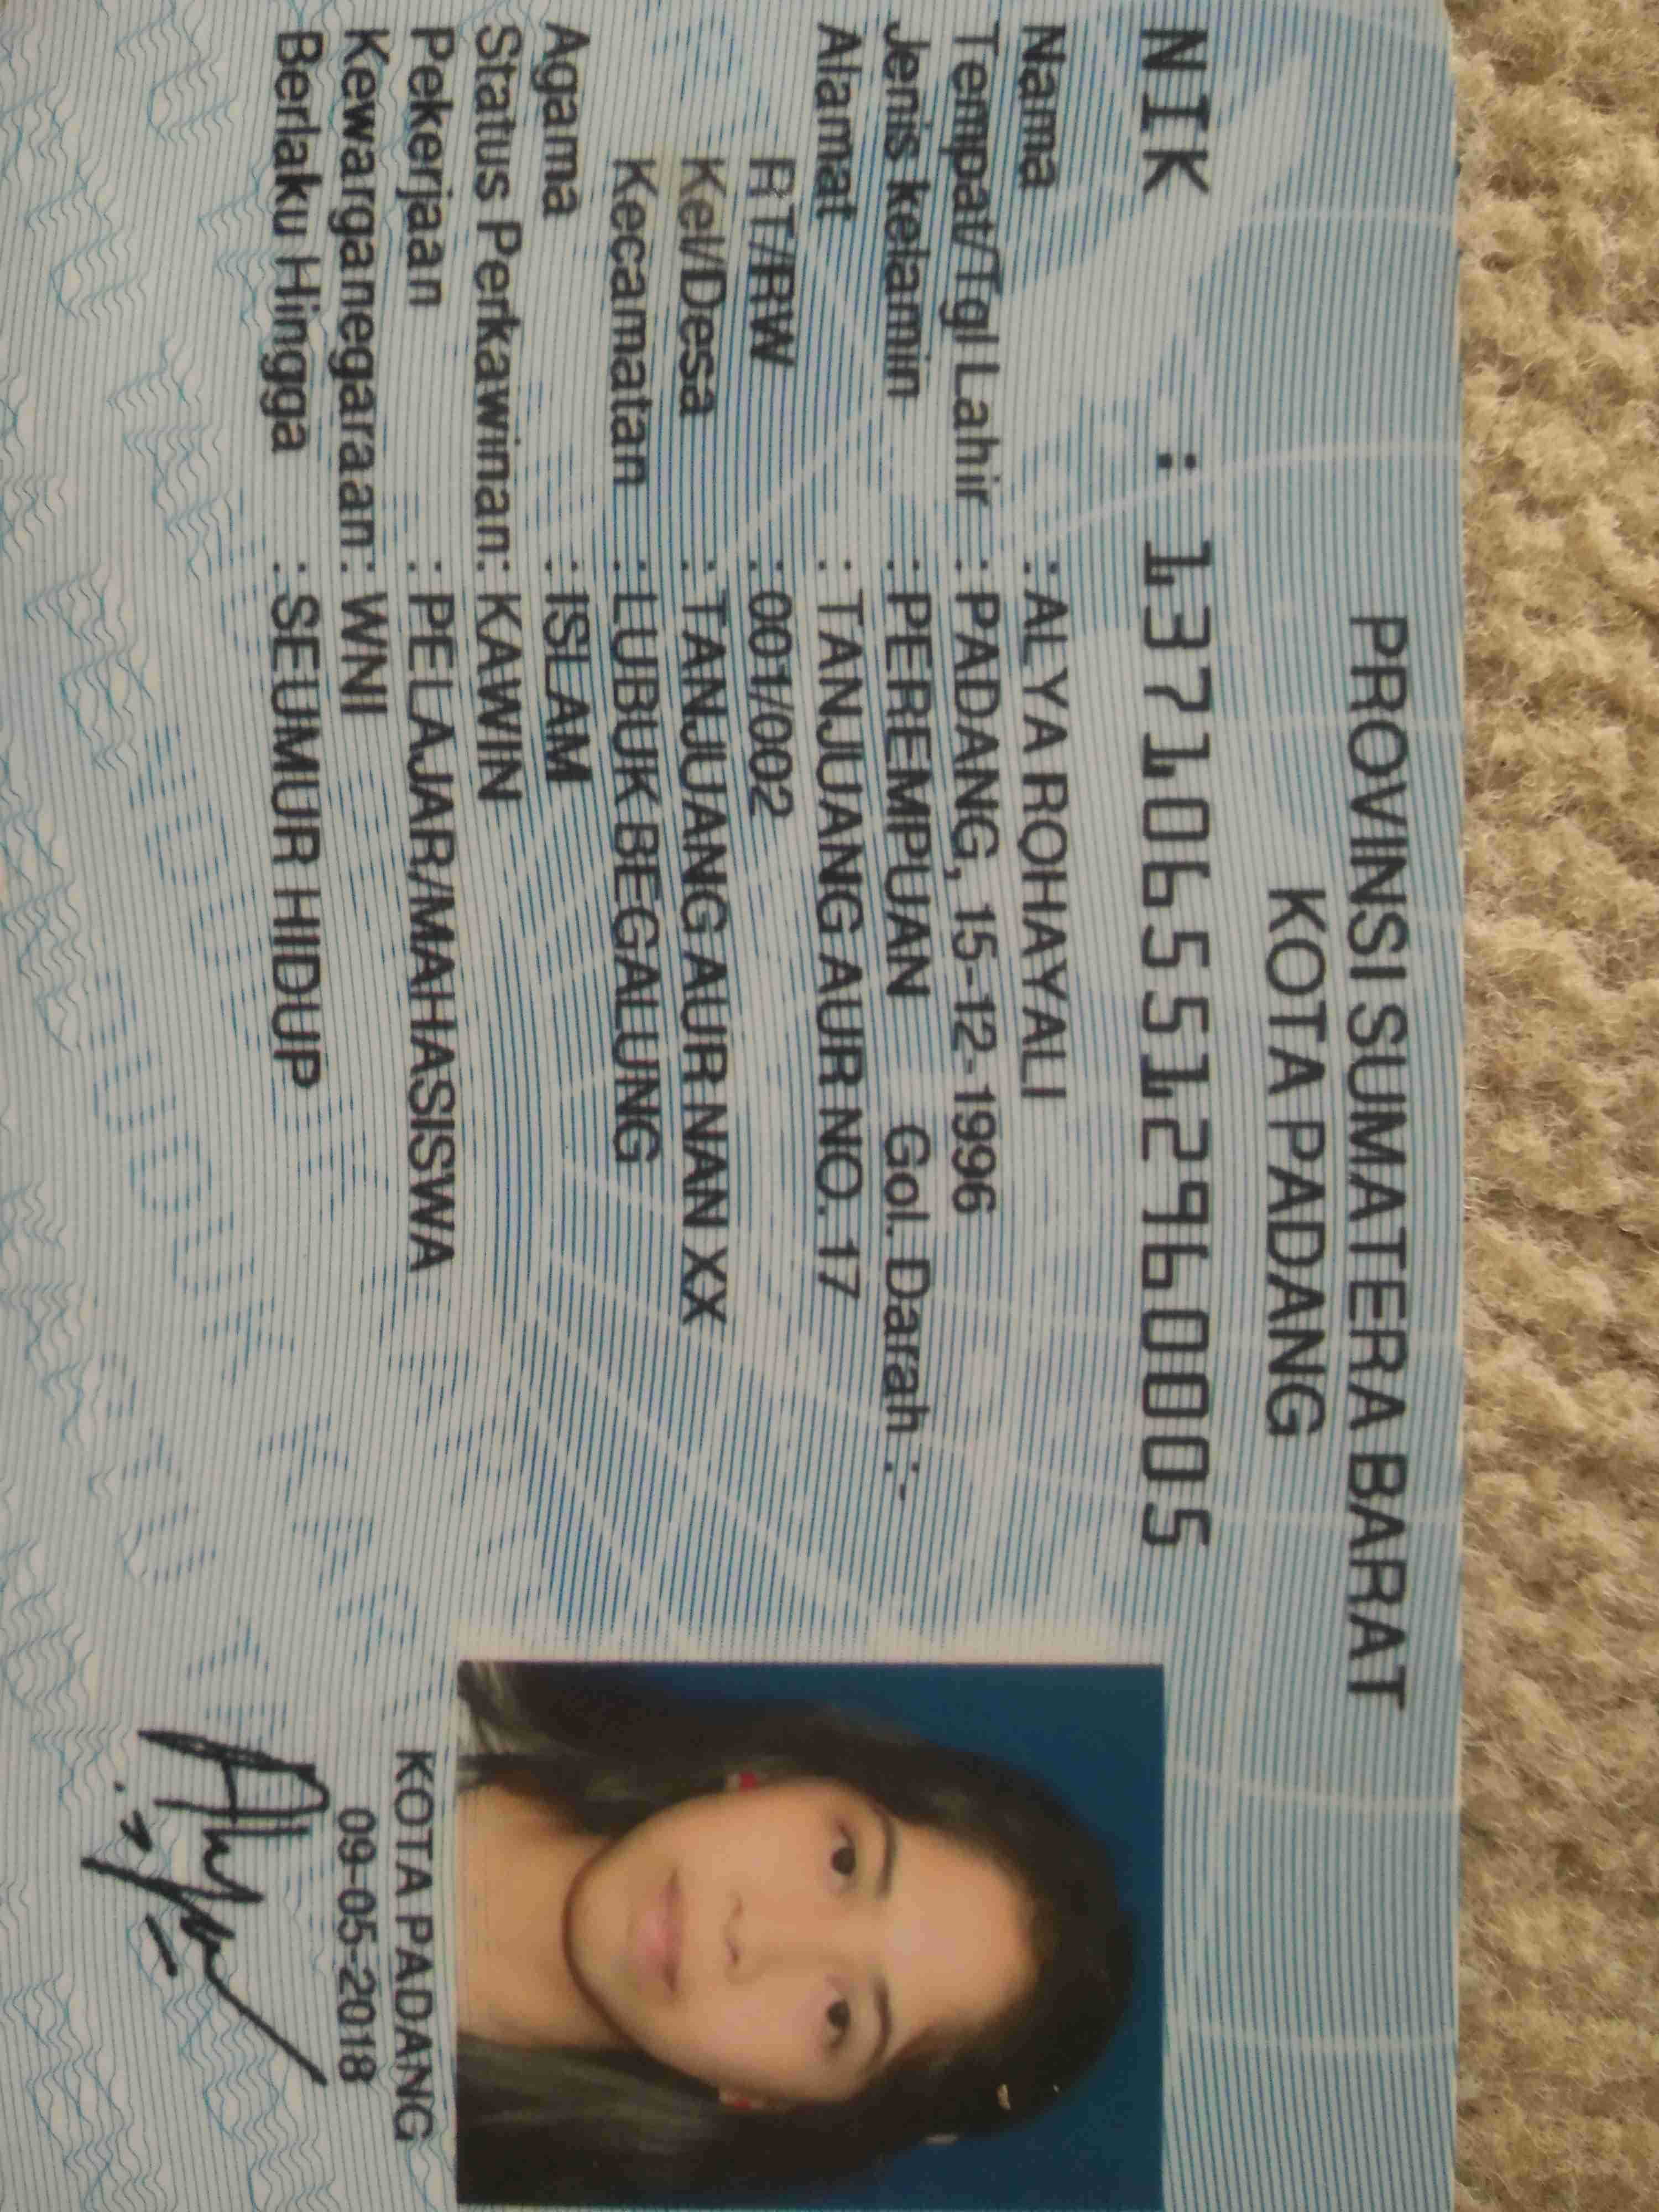 PROVINSI SUMATERA BARAT
KOTA PADANG
NIK : 1371065512960005
Nama : ALYA ROHAYALI
Tempat/Tgl Lahir : PADANG, 15-12-1996
Jenis kelamin : PEREMPUAN Gol. Darah :-
Alamat : TANJUANG AUR NO. 17
RT/RW : 001/002
Kel/Desa : TANJUANG AUR NAN XX
Kecamatan : LUBUK BEGALUNG
Agama : ISLAM
Status Perkawinan: KAWIN
Pekerjaan : PELAJAR/MAHASISWA
Kewarganegaraan: WNI
Berlaku Hingga : SEUMUR HIDUP
KOTA PADANG
09-05-2018